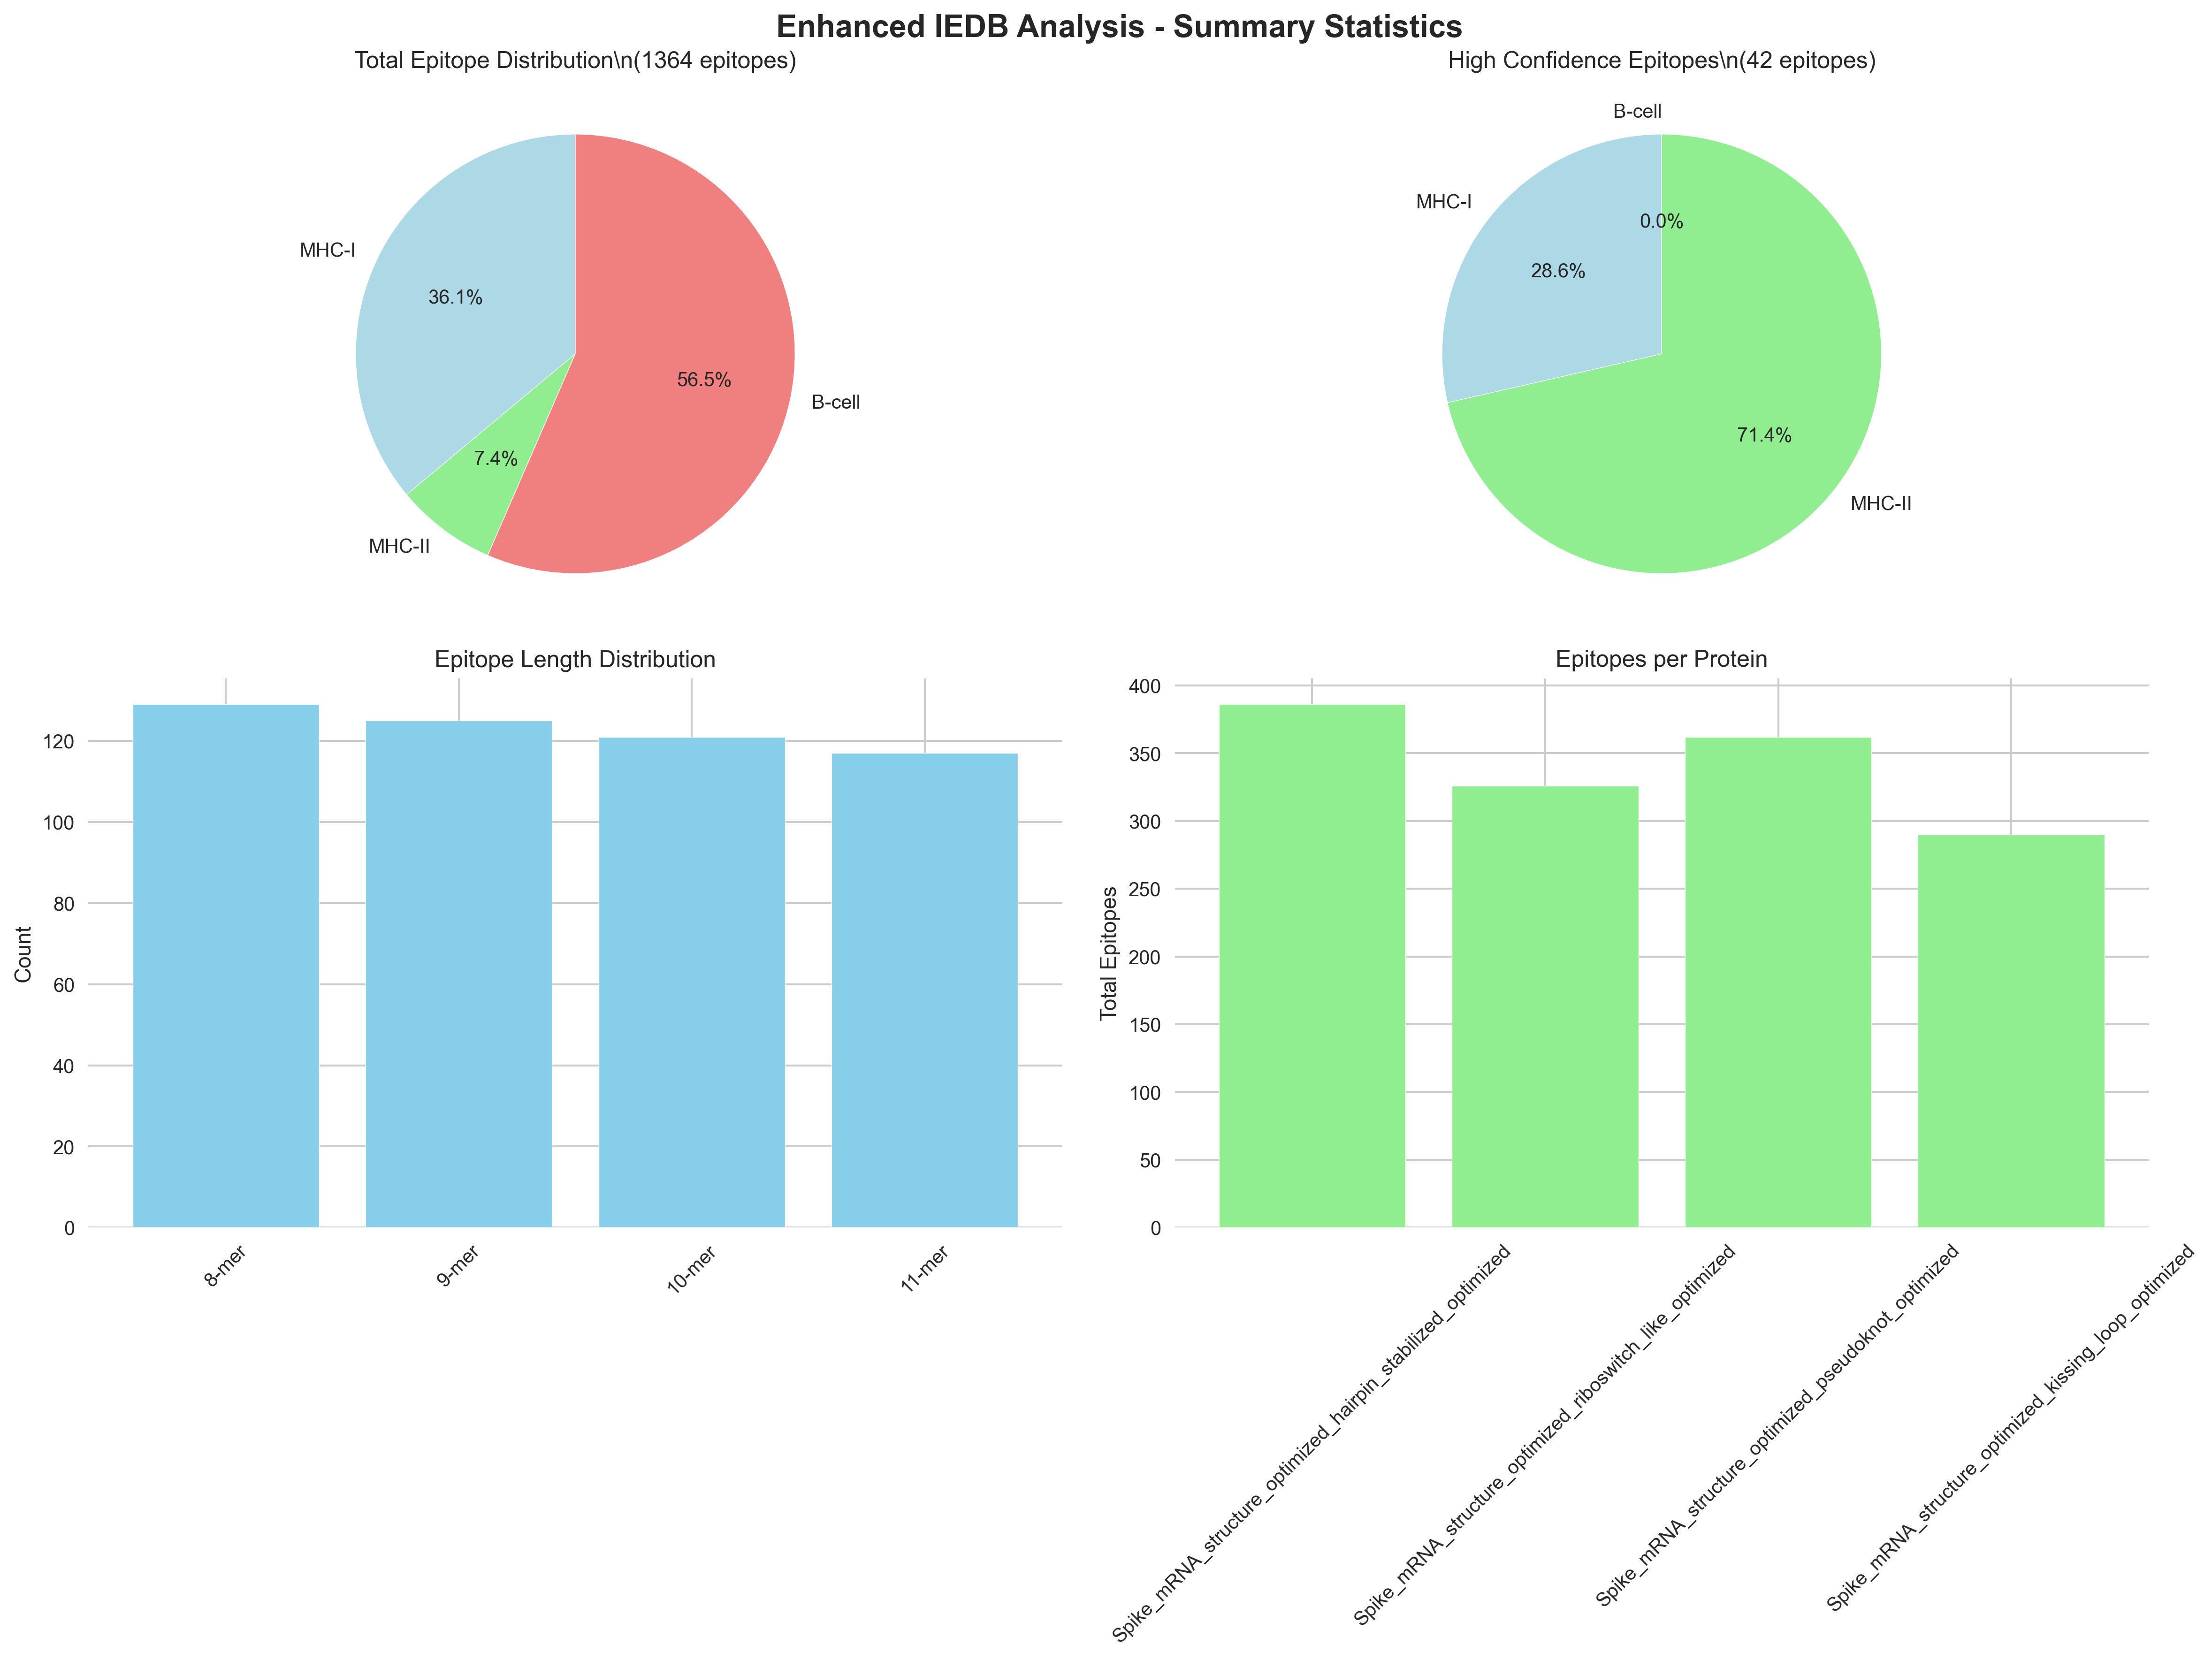 Enhanced IEDB Analysis - Summary Statistics
Total Epitope Distribution\n(1364 epitopes)
MHC-I
36.1%
7.4%
MHC-II
56.5%
B-cell
High Confidence Epitopes\n(42 epitopes)
B-cell
MHC-I
0.0%
28.6%
71.4%
MHC-II
Epitope Length Distribution
Count
120
100
80
60
40
20
0
8-mer
9-mer
10-mer
11-mer
Epitopes per Protein
Total Epitopes
400
350
300
250
200
150
100
50
0
Spike_mRNA_structure_optimized_hairpin_stabilized_optimized
Spike_mRNA_structure_optimized_riboswitch_like_optimized
Spike_mRNA_structure_optimized_pseudoknot_optimized
Spike_mRNA_structure_optimized_kissing_loop_optimized